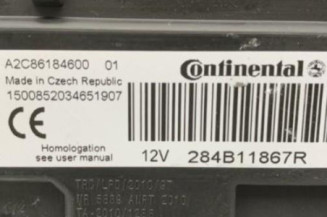 A2C86184600 01
Continental
Made in Czech Republic
1500852034651907
CE
Homologation
see user manual
12V 284B11867R